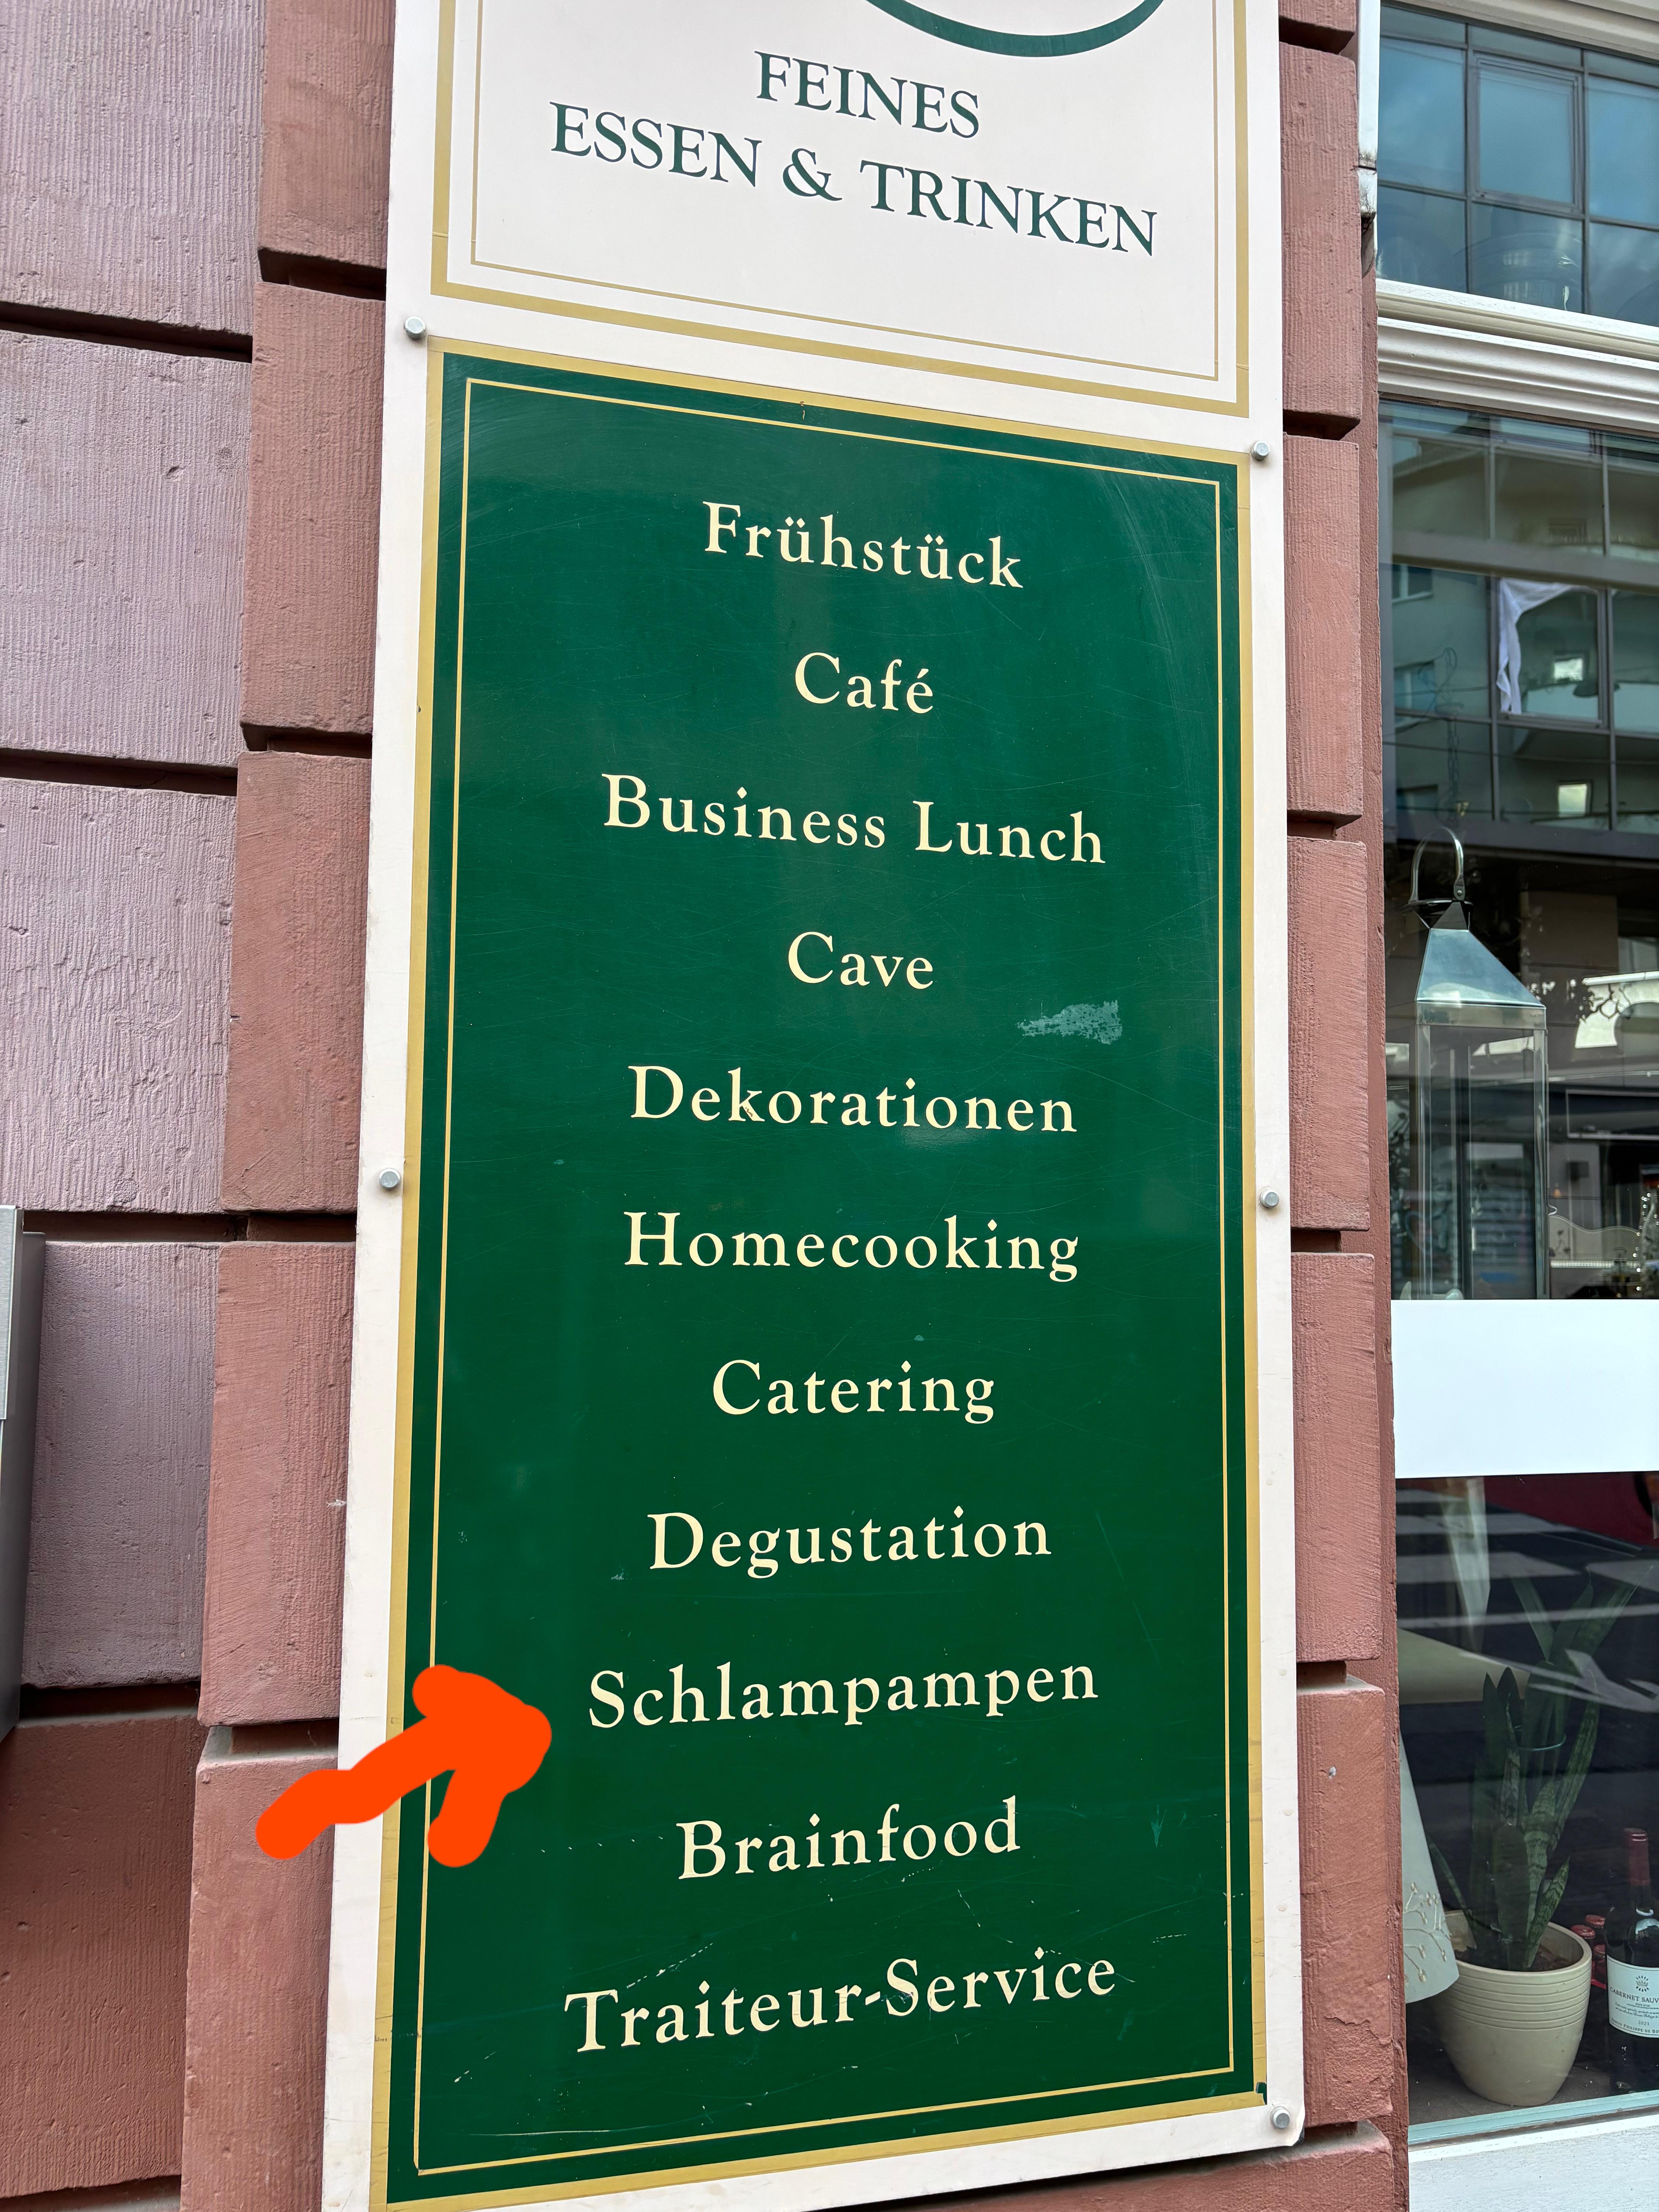 FEINES
ESSEN & TRINKEN
Frühstück
Café
Business Lunch
Cave
Dekorationen
Homecooking
Catering
Degustation
Schlampampen
Brainfood
Traiteur-Service